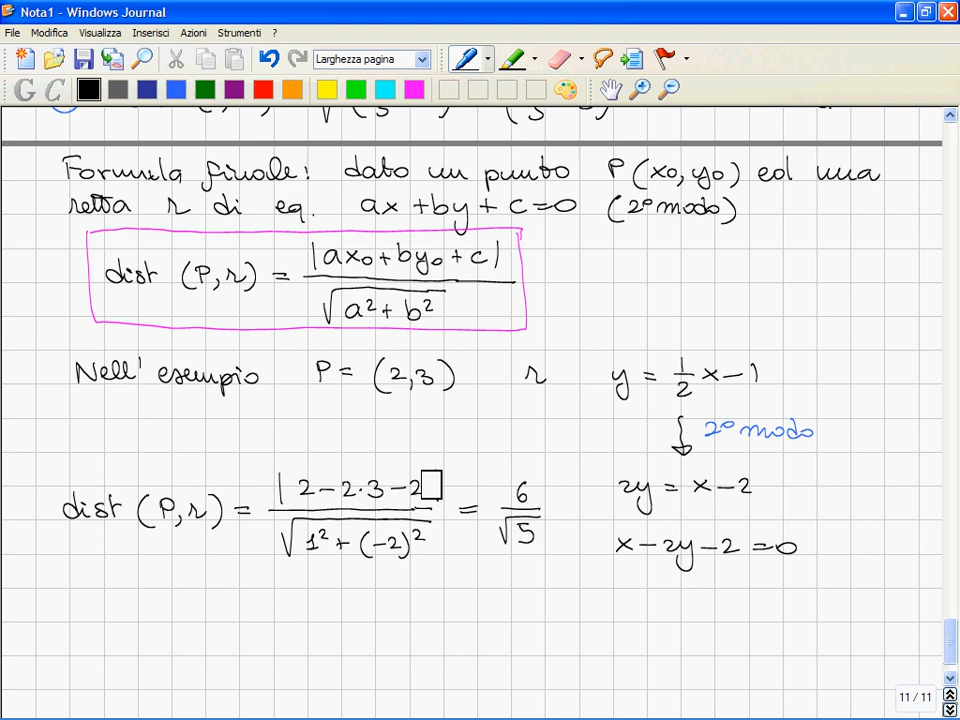 Nota1 - Windows Journal
File Modifica Visualizza Inserisci Azioni Strumenti ?
Larghezza pagina
Formula finale: dato un punto P(x0, y0) ed una
retta r di eq. ax + by + c = 0 (2° modo)
dist (P, r) = |ax0 + by0 + c| / √(a² + b²)
Nell' esempio P = (2,3) r y = 1/2 x - 1
↓ 2° modo
2y = x - 2
dist (P, r) = | 2 - 2·3 - 2 / √(1² + (-2)²) = 6/√5
x - 2y - 2 = 0
11 / 11